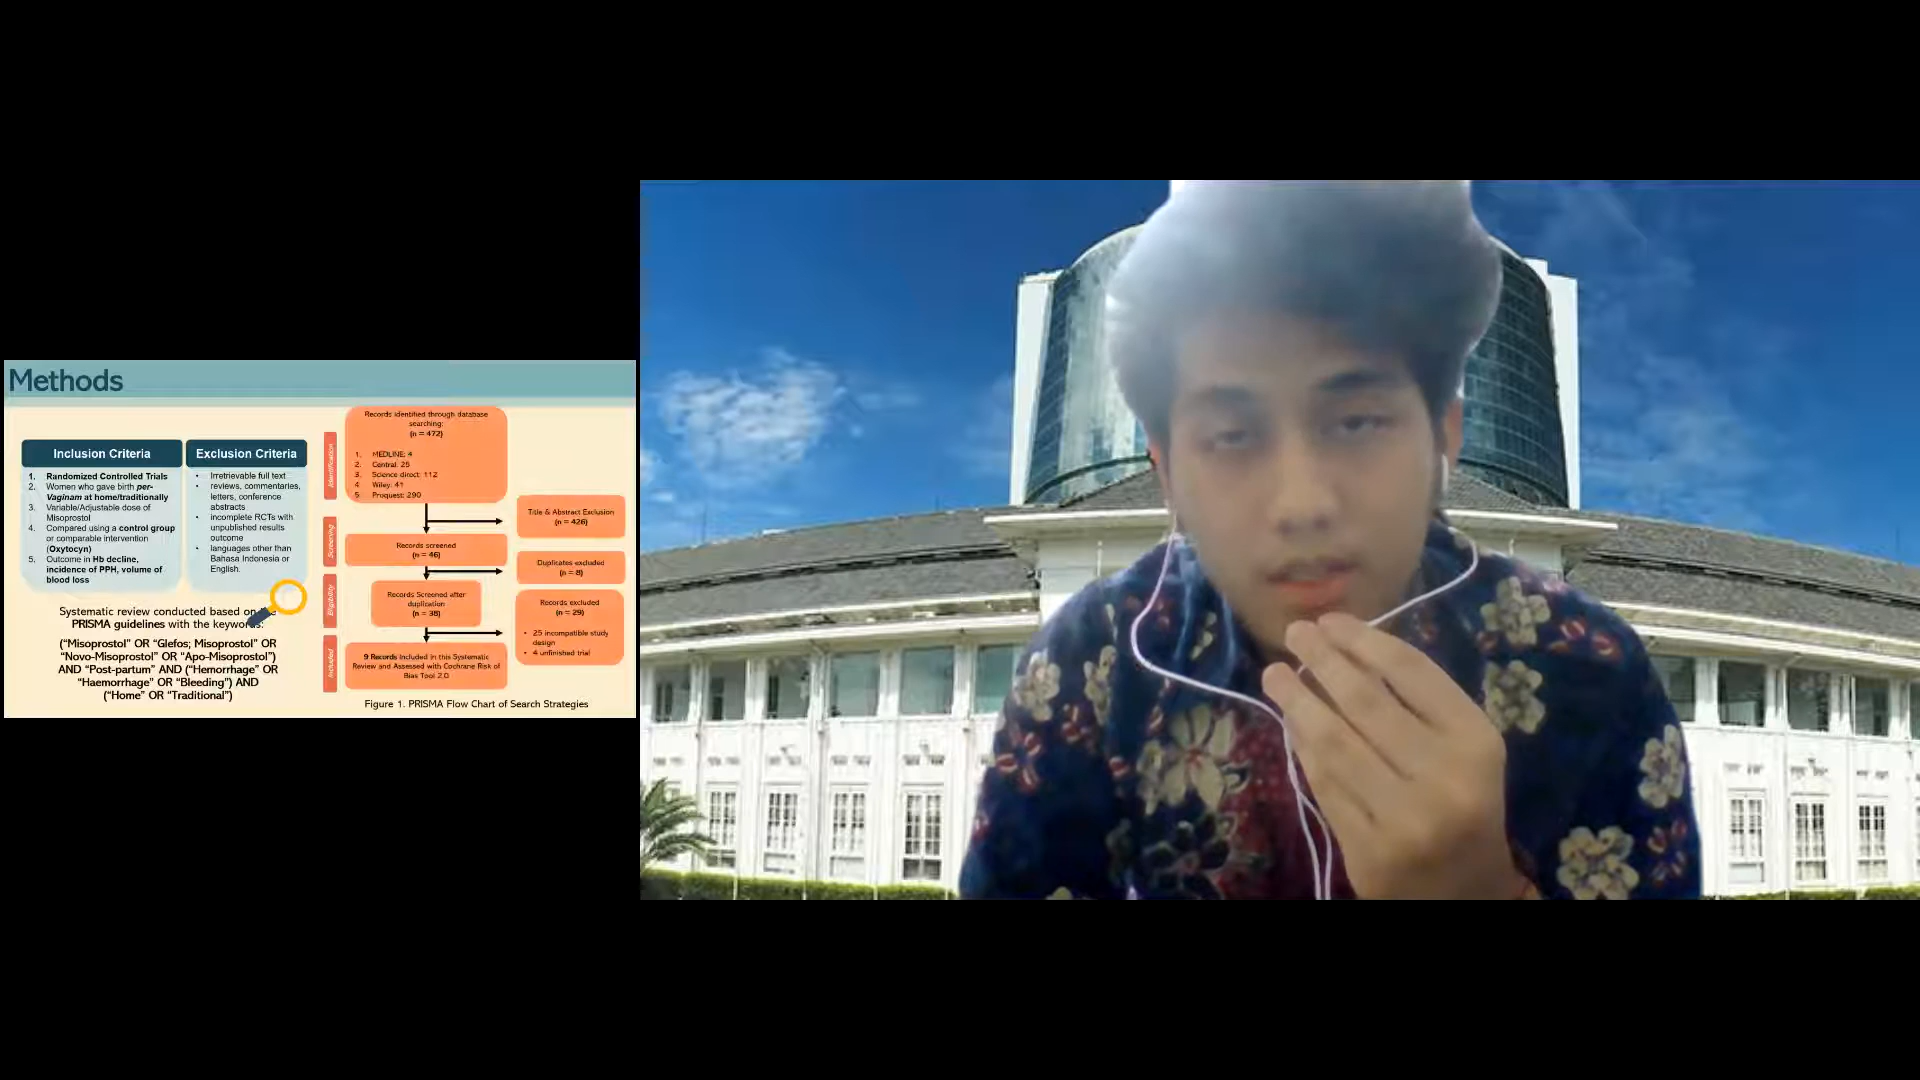 Methods
Inclusion Criteria
1. Randomized Controlled Trials
2. Women who gave birth per-
Vaginam at home/traditionally
3. Variable/Adjustable dose of
Misoprostol
4. Compared using a control group
or comparable intervention
(Oxytocyn)
5. Outcome in Hb decline,
incidence of PPH, volume of
blood loss
Exclusion Criteria
• Irretrievable full text
• reviews, commentaries,
letters, conference
abstracts
• incomplete RCTs with
unpublished results
outcome
• languages other than
Bahasa Indonesia or
English.
Systematic review conducted based on the
PRISMA guidelines with the keywords:
(“Misoprostol” OR “Glefos; Misoprostol” OR
“Novo-Misoprostol” OR “Apo-Misoprostol”)
AND “Post-partum” AND (“Hemorrhage” OR
“Haemorrhage” OR “Bleeding”) AND
(“Home” OR “Traditional”)
Identification
Records identified through database
searching:
(n = 472)
1. MEDLINE: 4
2. Central: 25
3. Science direct: 112
4. Wiley: 41
5. Proquest: 290
Title & Abstract Exclusion
(n = 426)
Screening
Records screened
(n = 46)
Duplicates excluded
(n = 8)
Eligibility
Records Screened after
duplication
(n = 38)
Records excluded
(n = 29)
• 25 incompatible study
design
• 4 unfinished trial
Included
9 Records Included in this Systematic
Review and Assessed with Cochrane Risk of
Bias Tool 2.0
Figure 1. PRISMA Flow Chart of Search Strategies